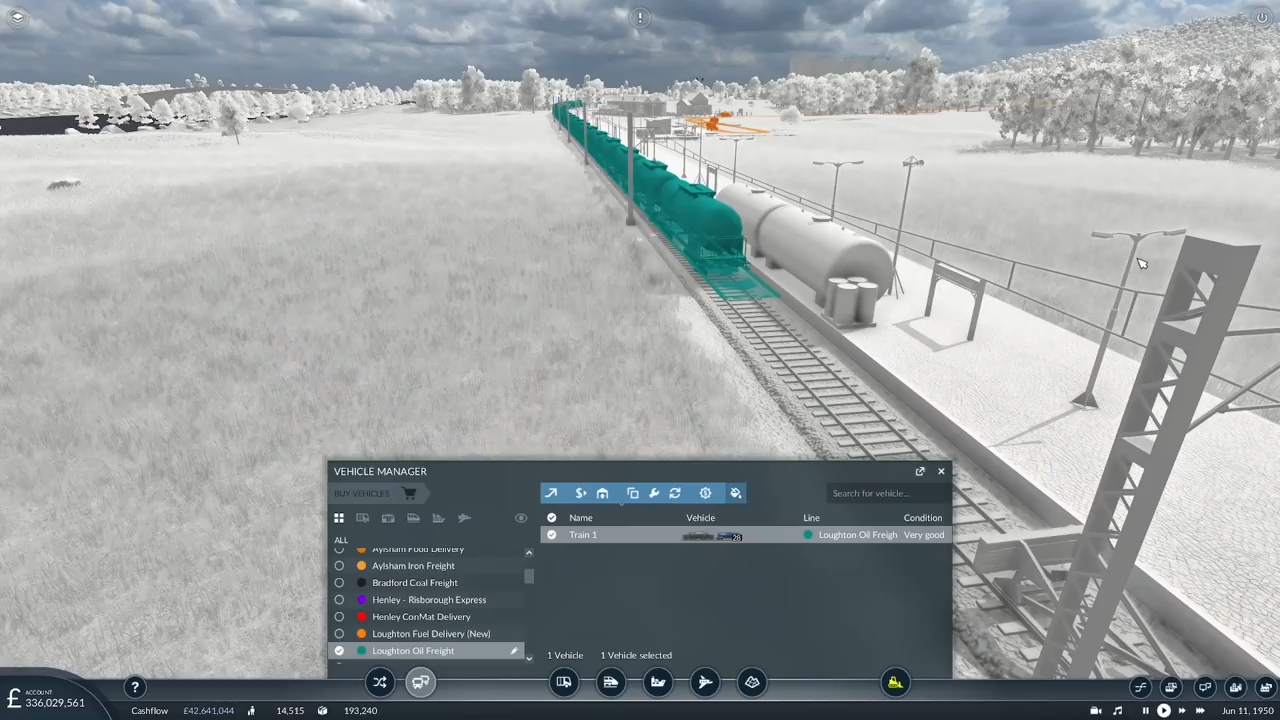 VEHICLE MANAGER
BUY VEHICLES
Search for vehicle...
ALL
Aylsham Food Delivery
Aylsham Iron Freight
Bradford Coal Freight
Henley - Risborough Express
Henley ConMat Delivery
Loughton Fuel Delivery (New)
Loughton Oil Freight
Name Vehicle Line Condition
Train 1 28 Loughton Oil Freigh Very good
1 Vehicle 1 Vehicle selected
£ ACCOUNT
336,029,561
Cashflow £42,641,044 14,515 193,240 Jun 11, 1950